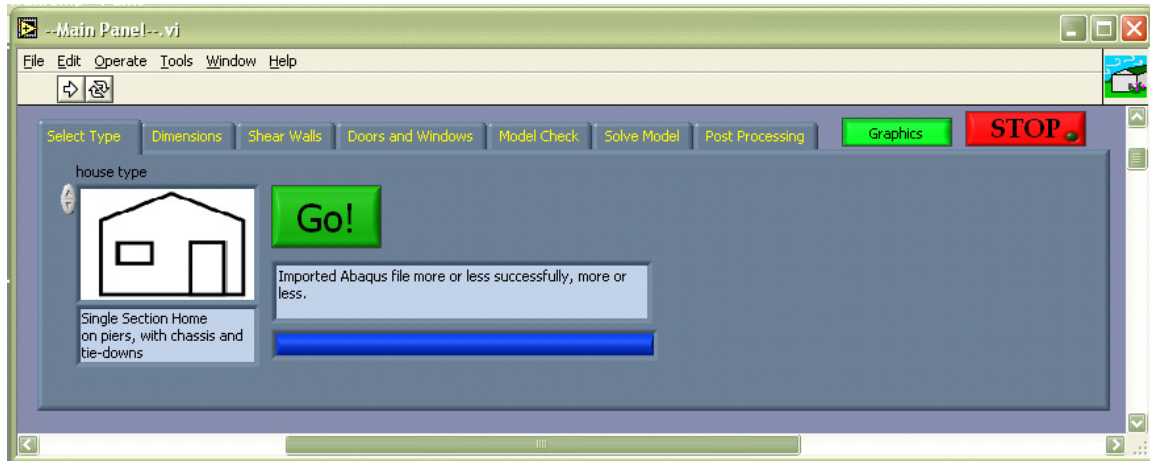 --Main Panel--.vi
File Edit Operate Tools Window Help
Select Type Dimensions Shear Walls Doors and Windows Model Check Solve Model Post Processing Graphics STOP
house type
Go!
Imported Abaqus file more or less successfully, more or
less.
Single Section Home
on piers, with chassis and
tie-downs